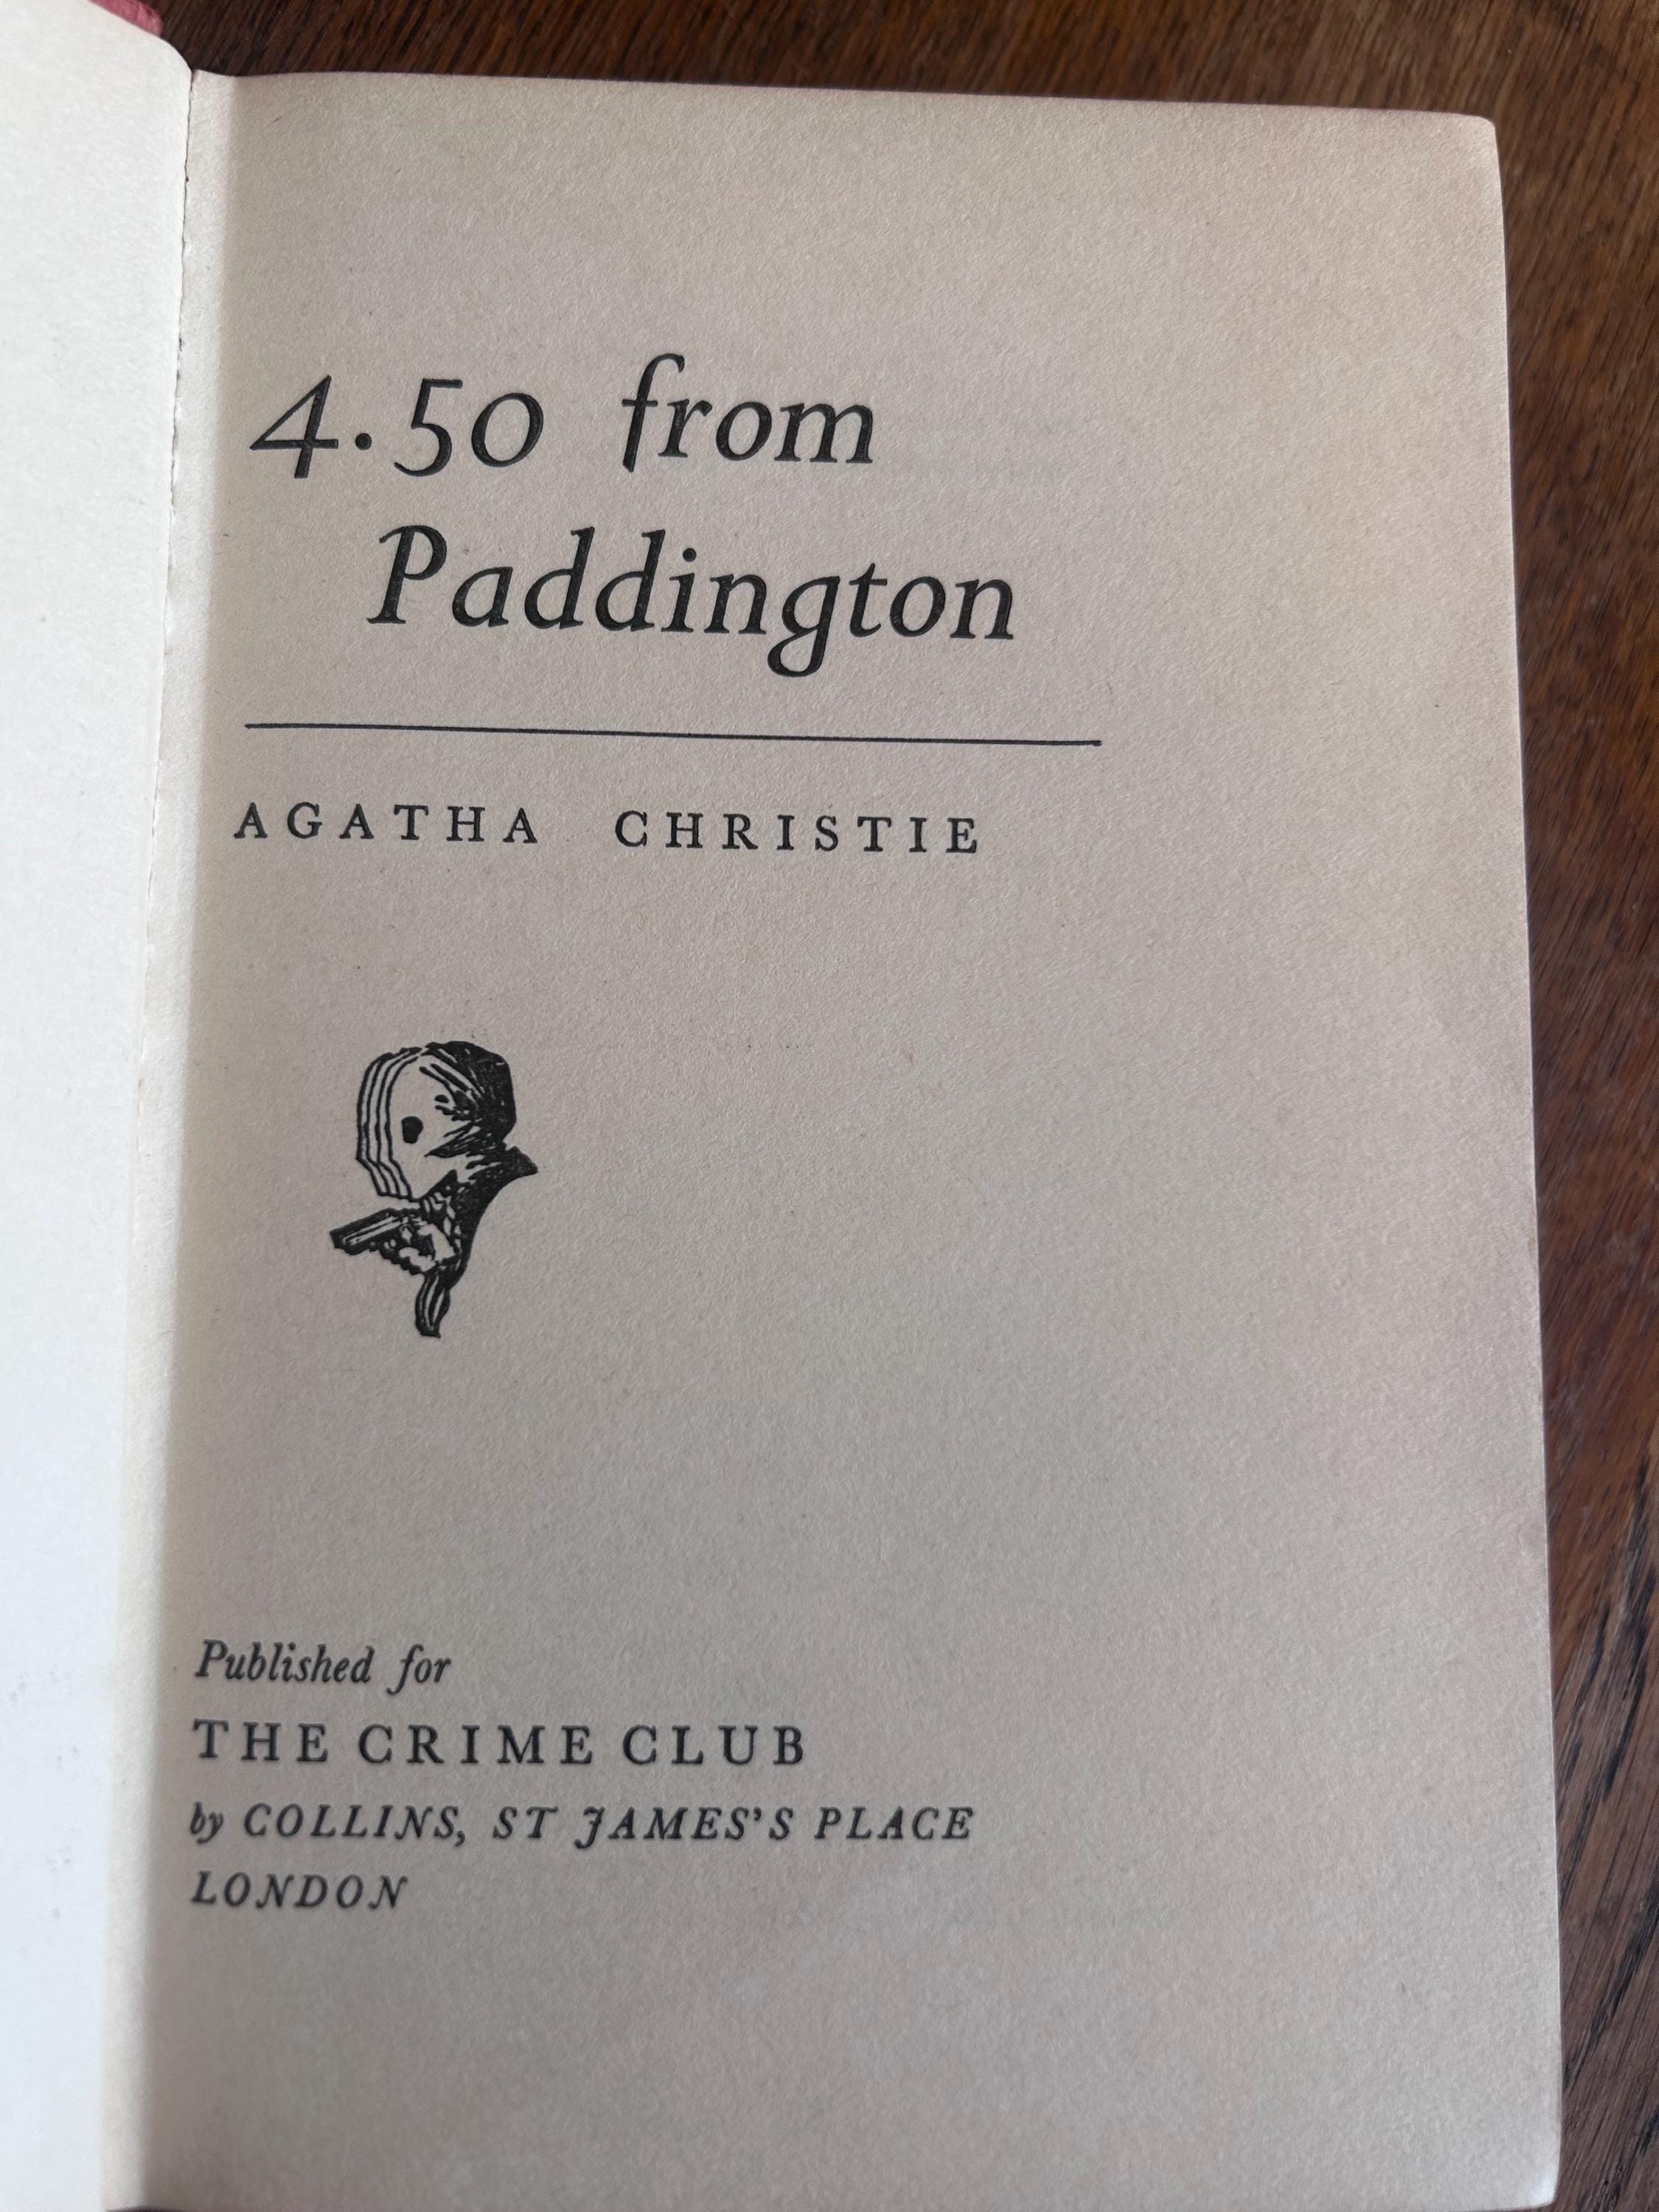 4.50 from
Paddington
AGATHA CHRISTIE
Published for
THE CRIME CLUB
by COLLINS, ST JAMES'S PLACE
LONDON